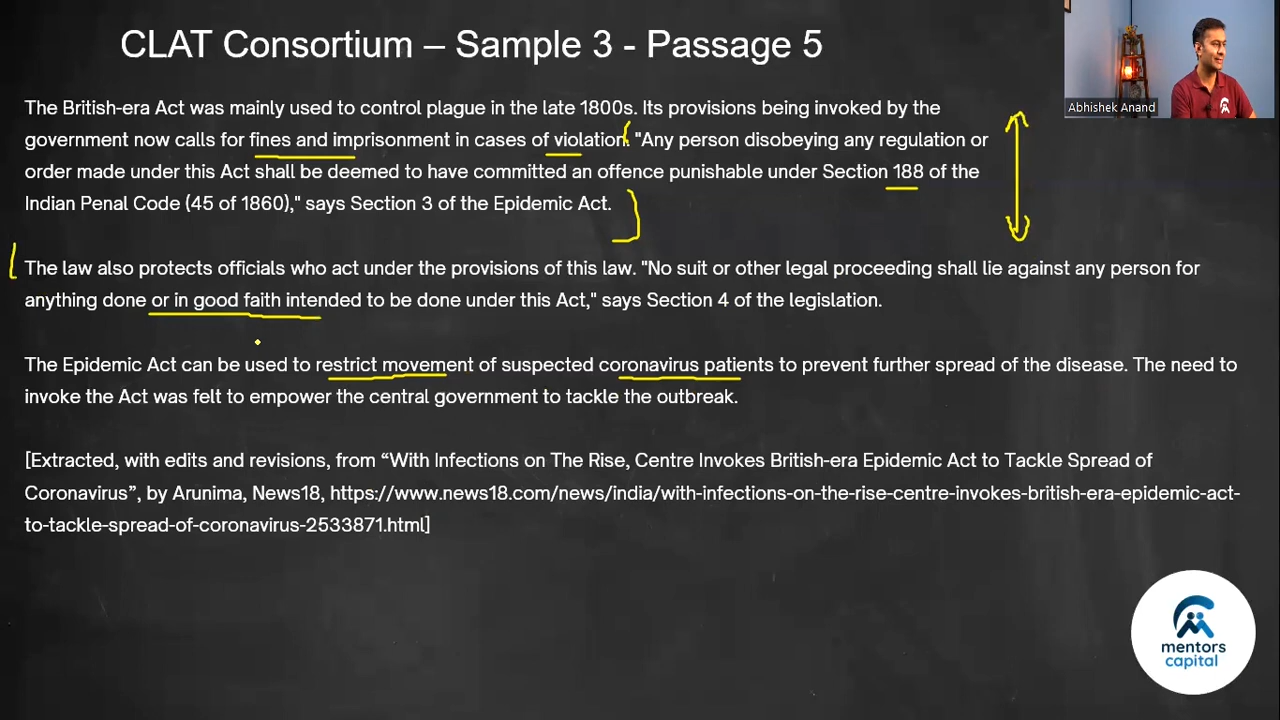 CLAT Consortium – Sample 3 - Passage 5
Abhishek Anand
The British-era Act was mainly used to control plague in the late 1800s. Its provisions being invoked by the
government now calls for fines and imprisonment in cases of violation. "Any person disobeying any regulation or
order made under this Act shall be deemed to have committed an offence punishable under Section 188 of the
Indian Penal Code (45 of 1860)," says Section 3 of the Epidemic Act.
The law also protects officials who act under the provisions of this law. "No suit or other legal proceeding shall lie against any person for
anything done or in good faith intended to be done under this Act," says Section 4 of the legislation.
The Epidemic Act can be used to restrict movement of suspected coronavirus patients to prevent further spread of the disease. The need to
invoke the Act was felt to empower the central government to tackle the outbreak.
[Extracted, with edits and revisions, from “With Infections on The Rise, Centre Invokes British-era Epidemic Act to Tackle Spread of
Coronavirus”, by Arunima, News18, https://www.news18.com/news/india/with-infections-on-the-rise-centre-invokes-british-era-epidemic-act-
to-tackle-spread-of-coronavirus-2533871.html]
mentors
capital